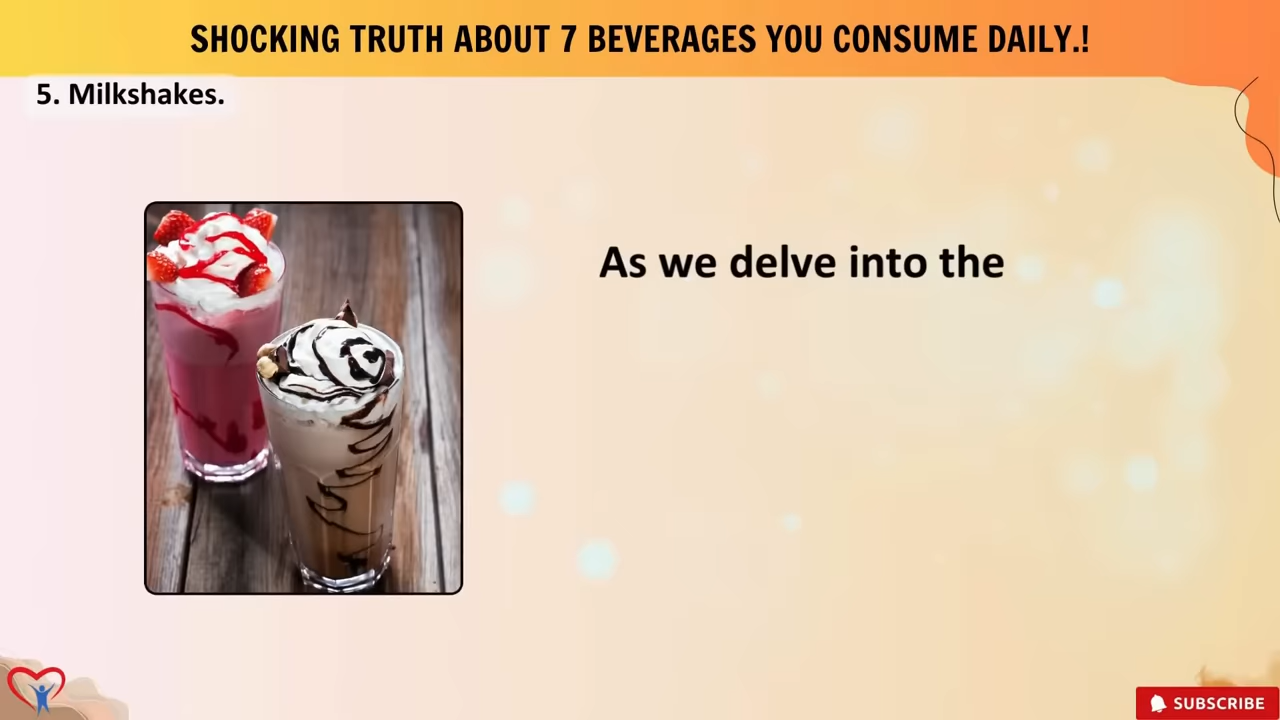 SHOCKING TRUTH ABOUT 7 BEVERAGES YOU CONSUME DAILY.!
5. Milkshakes.
As we delve into the
SUBSCRIBE